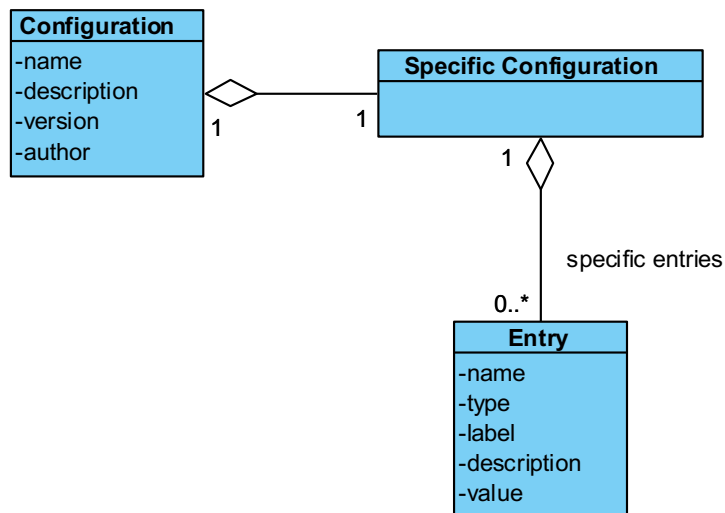 Configuration
-name
-description
-version
-author
1
1
Specific Configuration
1
specific entries
0..*
Entry
-name
-type
-label
-description
-value